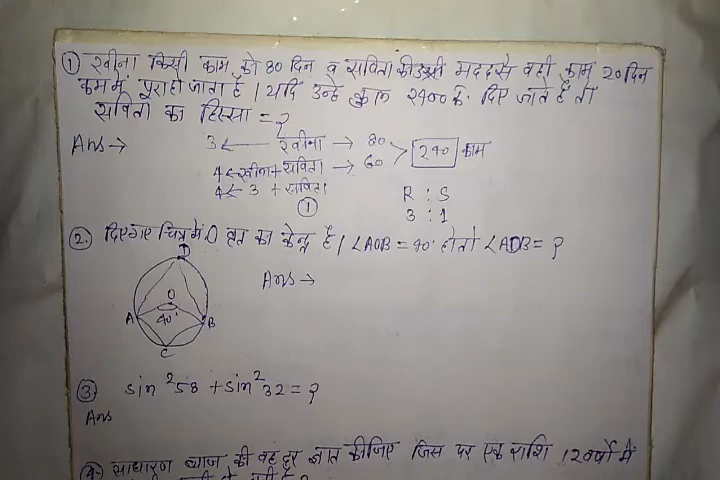 ① रवीना किसी काम को 80 दिन व सविता की उसी मदद से वही काम 20 दिन
कम में पूरा हो जाता है। यदि उन्हे कुल 2400 रु. दिए जाते हैं तो
सविता का हिस्सा = ?
Ans → 3 ← रवीना → 80 > 240 काम
4 ← रवीना + सविता → 60
4 ← 3 + सविता R : S
① 3 : 1
2. दिए गए चित्र में O वृत का केन्द्र है। ∠AOB = 40° हो तो ∠ADB = ?
D
Ans →
O
A 40° B
C
③ sin²58 + sin²32 = ?
Ans
4. साधारण ब्याज की वह दर ज्ञात कीजिए जिस पर एक राशि 12 वर्षों में